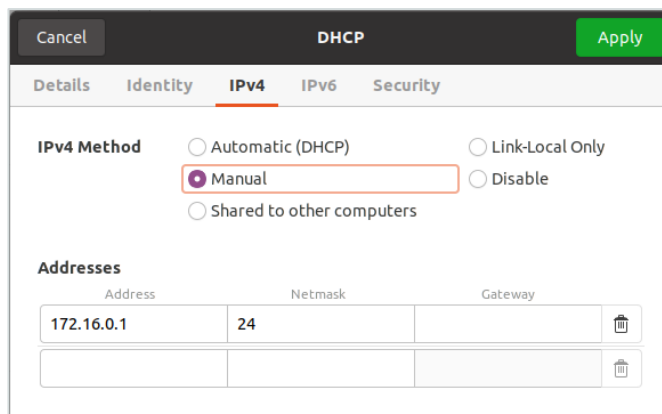 Cancel DHCP Apply
Details Identity IPv4 IPv6 Security
IPv4 Method Automatic (DHCP) Link-Local Only
Manual Disable
Shared to other computers
Addresses
Address Netmask Gateway
172.16.0.1 24